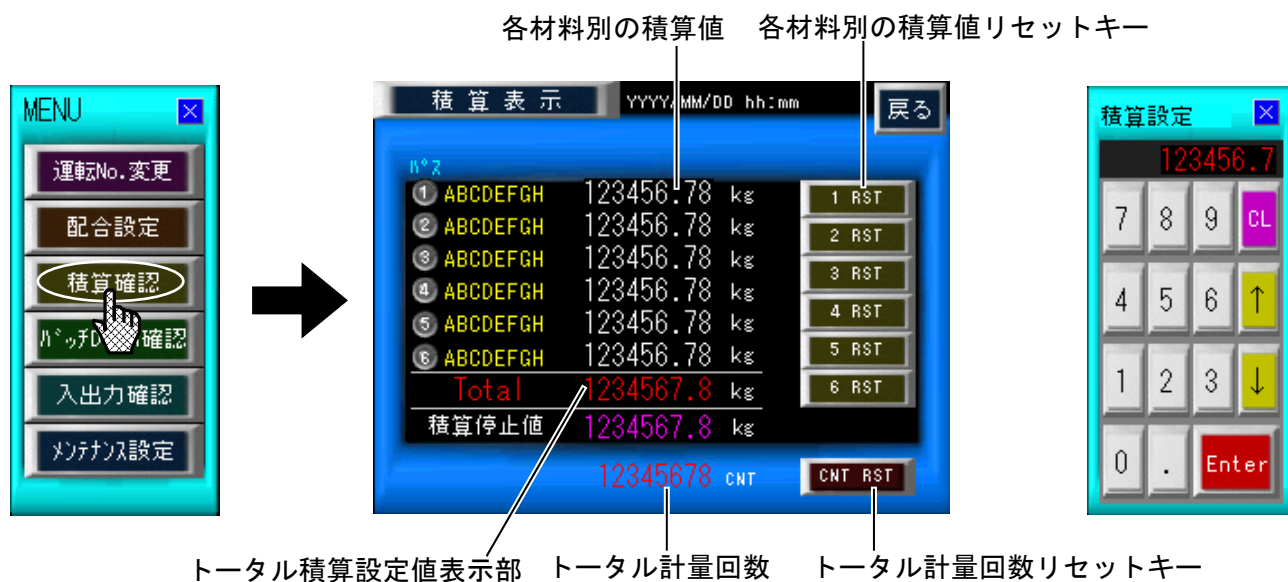 各材料別の積算値 各材料別の積算値リセットキー
MENU ×
運転No.変更
配合設定
積算確認
ﾊﾞｯﾁD 確認
入出力確認
ﾒﾝﾃﾅﾝｽ設定
積算表示 YYYY/MM/DD hh:mm 戻る
ﾊﾟｽ
1 ABCDEFGH 123456.78 kg 1 RST
2 ABCDEFGH 123456.78 kg 2 RST
3 ABCDEFGH 123456.78 kg 3 RST
4 ABCDEFGH 123456.78 kg 4 RST
5 ABCDEFGH 123456.78 kg 5 RST
6 ABCDEFGH 123456.78 kg 6 RST
Total 1234567.8 kg
積算停止値 1234567.8 kg
12345678 CNT CNT RST
積算設定 ×
123456.7
7 8 9 CL
4 5 6 ↑
1 2 3 ↓
0 . Enter
トータル積算設定値表示部 トータル計量回数 トータル計量回数リセットキー